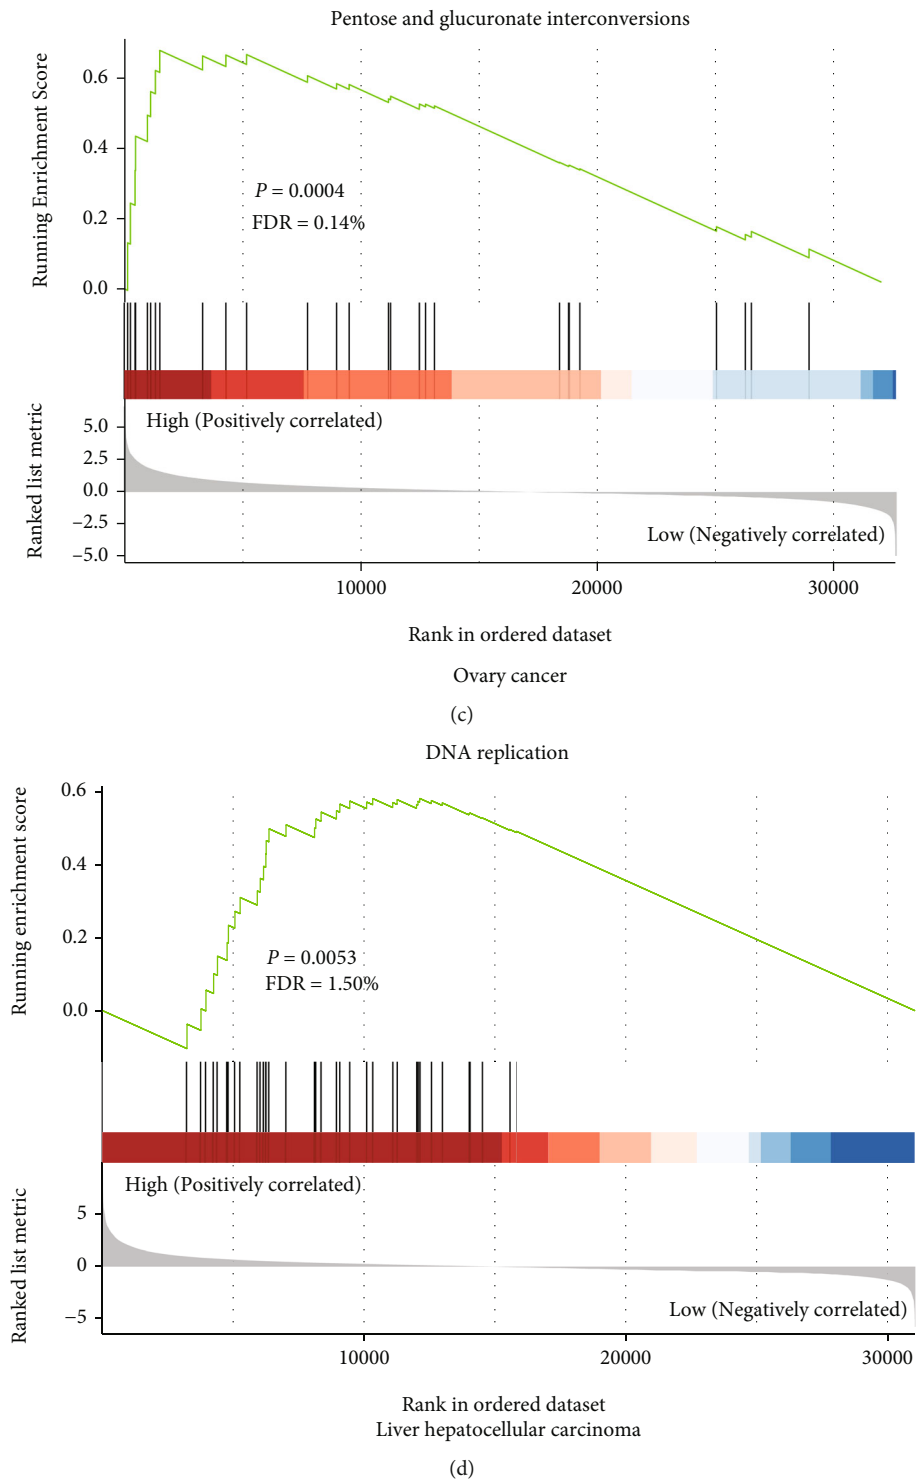 Pentose and glucuronate interconversions
Running Enrichment Score
0.6
0.4
0.2
0.0
P = 0.0004
FDR = 0.14%
Ranked list metric
5.0
2.5
0.0
−2.5
−5.0
High (Positively correlated)
Low (Negatively correlated)
10000
20000
30000
Rank in ordered dataset
Ovary cancer
(c)
DNA replication
Running enrichment score
0.6
0.4
0.2
0.0
P = 0.0053
FDR = 1.50%
Ranked list metric
5
0
−5
High (Positively correlated)
Low (Negatively correlated)
10000
20000
30000
Rank in ordered dataset
Liver hepatocellular carcinoma
(d)